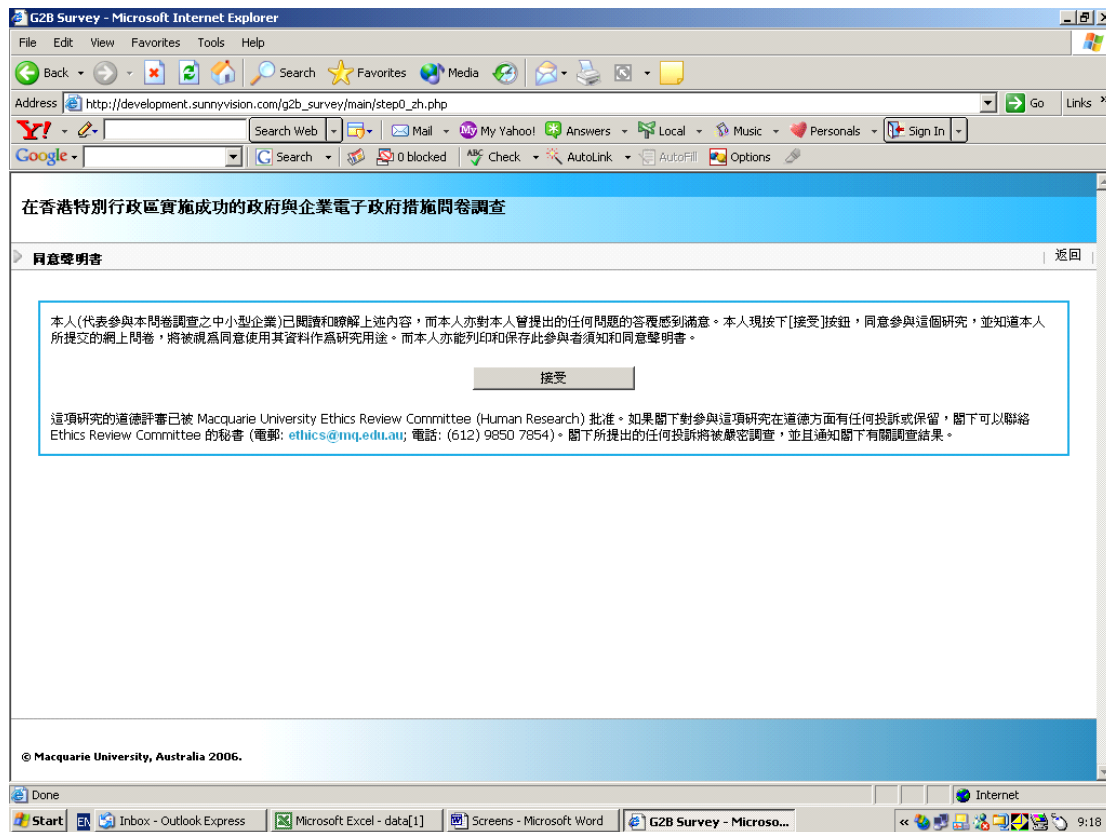 G2B Survey - Microsoft Internet Explorer
File Edit View Favorites Tools Help
Back Search Favorites Media
Address http://development.sunnyvision.com/g2b_survey/main/step0_zh.php Go Links »
Y! Search Web Mail My Yahoo! Answers Local Music Personals Sign In
Google Search 0 blocked ABC Check AutoLink AutoFill Options
在香港特別行政區實施成功的政府與企業電子政府措施問卷調查
同意聲明書 | 返回 |
本人(代表參與本問卷調查之中小型企業)已閱讀和瞭解上述內容，而本人亦對本人曾提出的任何問題的答覆感到滿意。本人現按下[接受]按鈕，同意參與這個研究，並知道本人
所提交的網上問卷，將被視爲同意使用其資料作爲研究用途。而本人亦能列印和保存此參與者須知和同意聲明書。
接受
這項研究的道德評審已被 Macquarie University Ethics Review Committee (Human Research) 批准。如果閣下對參與這項研究在道德方面有任何投訴或保留，閣下可以聯絡
Ethics Review Committee 的秘書 (電郵: ethics@mq.edu.au; 電話: (612) 9850 7854)。閣下所提出的任何投訴將被嚴密調查，並且通知閣下有關調查結果。
© Macquarie University, Australia 2006.
Done Internet
Start EN Inbox - Outlook Express Microsoft Excel - data[1] Screens - Microsoft Word G2B Survey - Microso... « 9:18